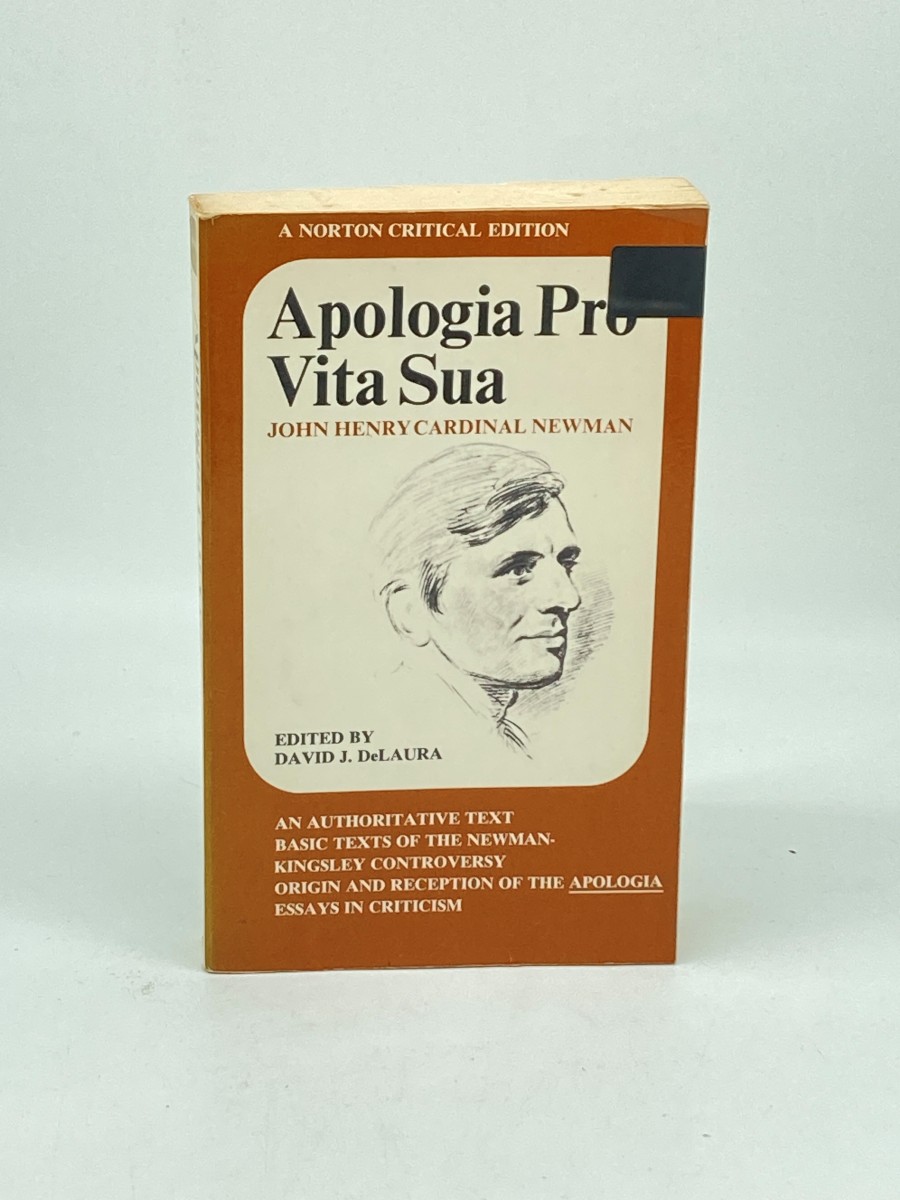 A NORTON CRITICAL EDITION
Apologia Pro
Vita Sua
JOHN HENRY CARDINAL NEWMAN
EDITED BY
DAVID J. DeLAURA
AN AUTHORITATIVE TEXT
BASIC TEXTS OF THE NEWMAN-
KINGSLEY CONTROVERSY
ORIGIN AND RECEPTION OF THE APOLOGIA
ESSAYS IN CRITICISM